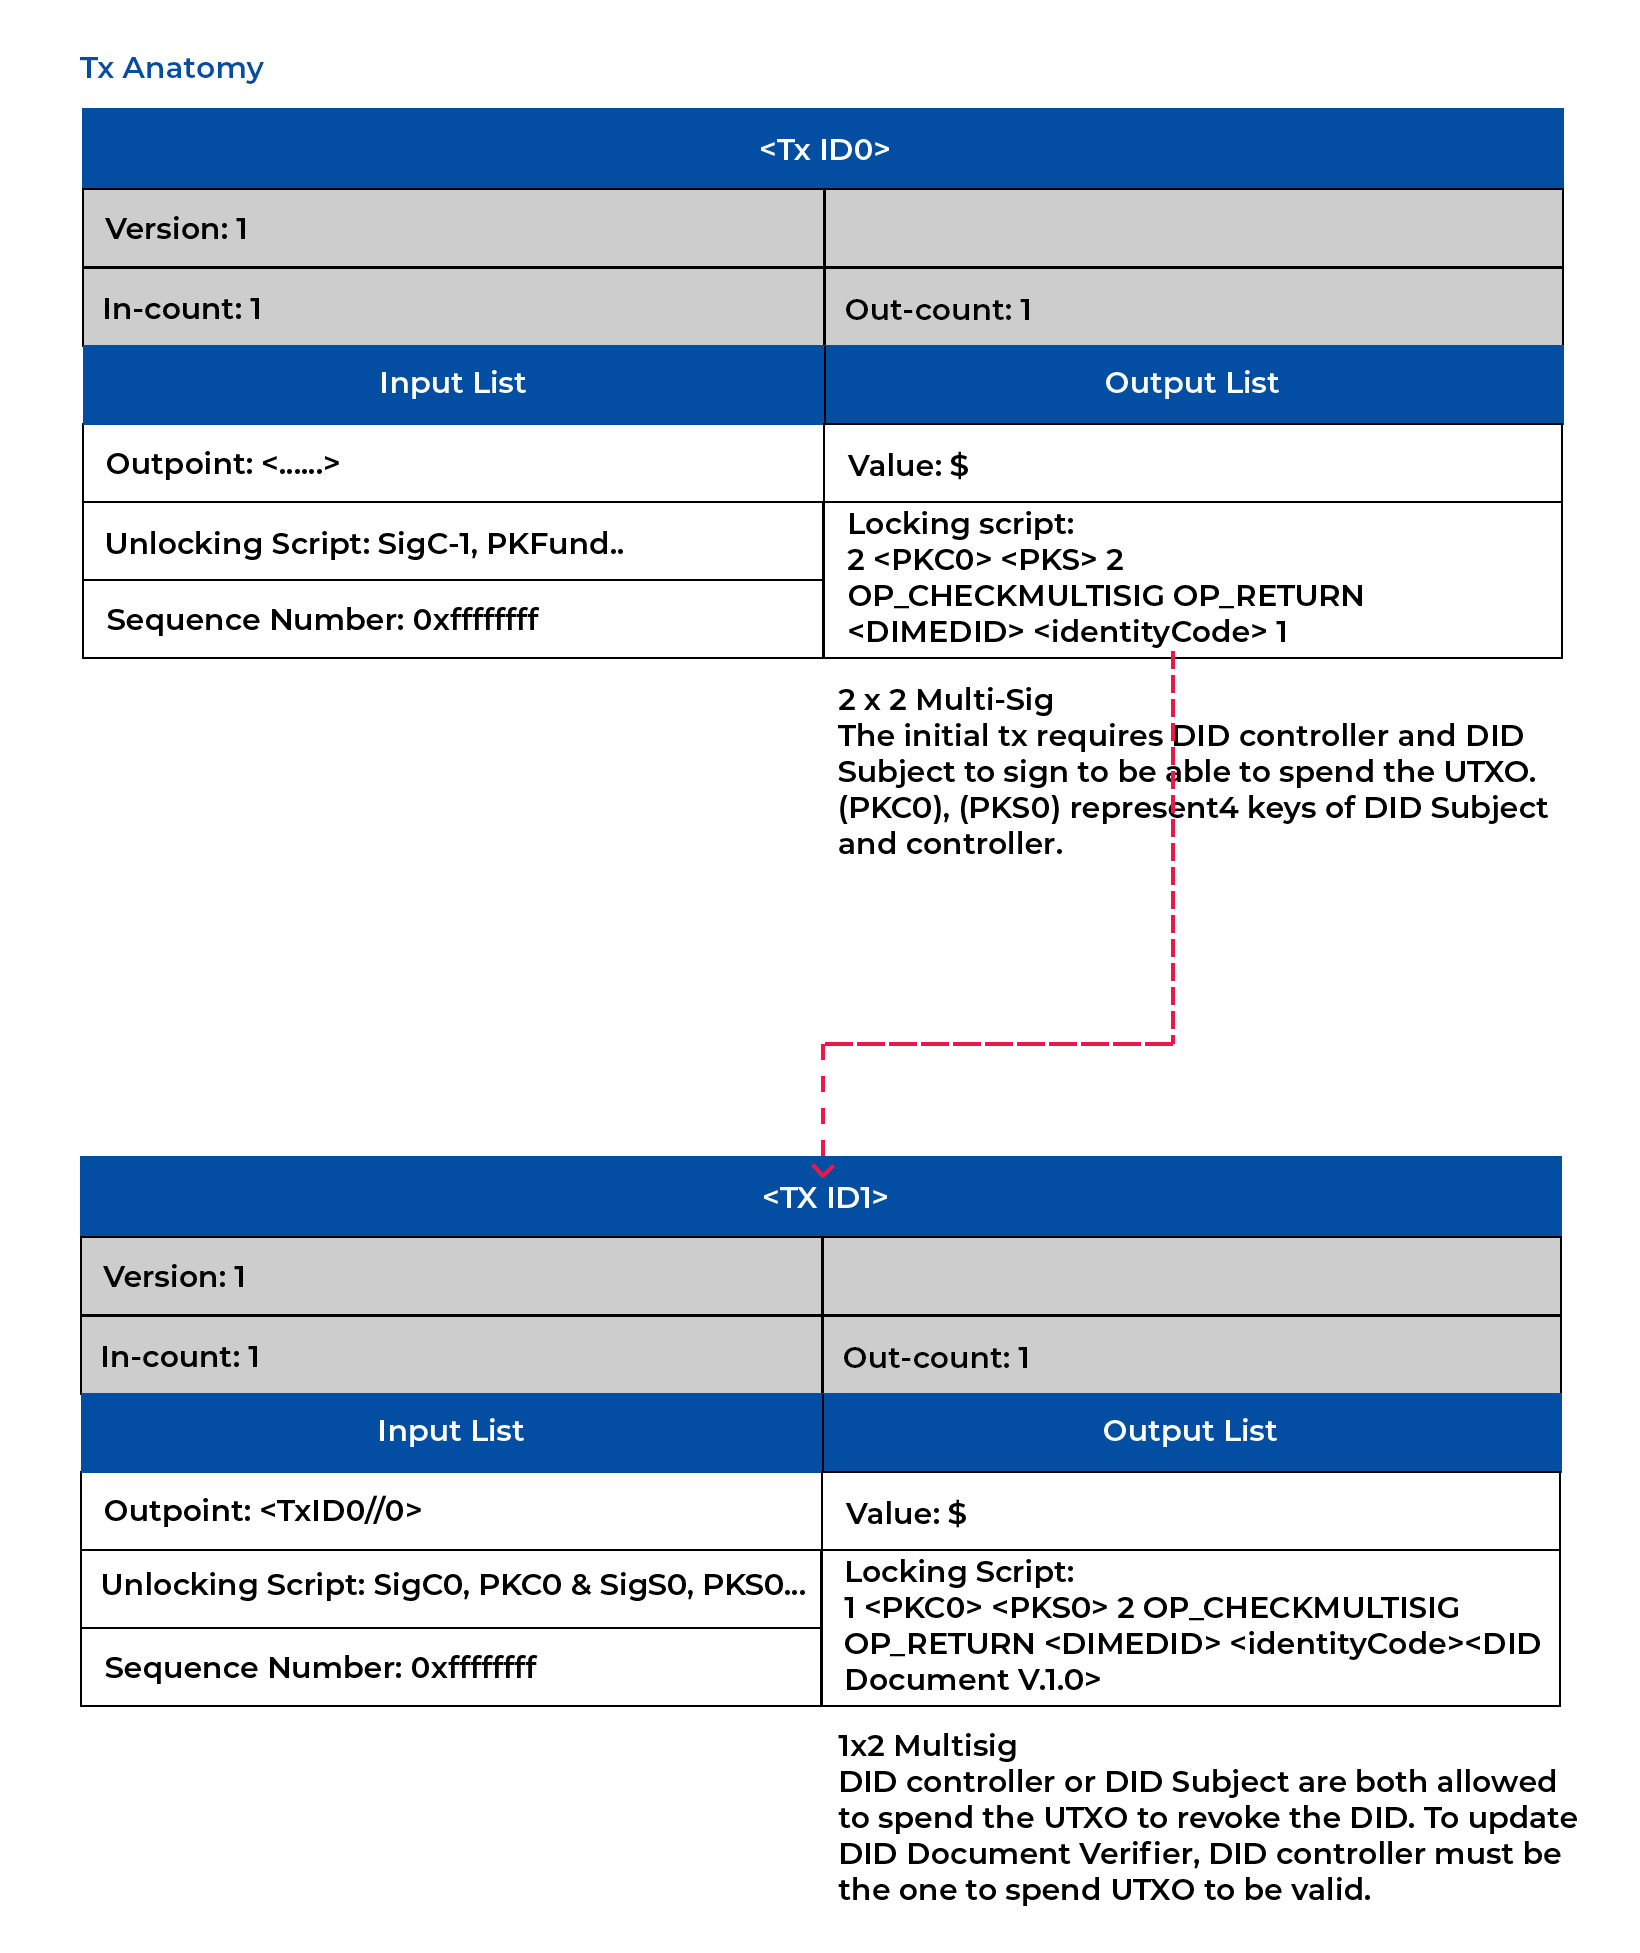 Tx Anatomy
<Tx ID0>
Version: 1
In-count: 1
Out-count: 1
Input List
Output List
Outpoint: <......>
Value: $
Unlocking Script: SigC-1, PKFund..
Sequence Number: 0xffffffff
Locking script:
2 <PKC0> <PKS> 2
OP_CHECKMULTISIG OP_RETURN
<DIMEDID> <identityCode> 1
2 x 2 Multi-Sig
The initial tx requires DID controller and DID
Subject to sign to be able to spend the UTXO.
(PKC0), (PKS0) represent4 keys of DID Subject
and controller.
<TX ID1>
Version: 1
In-count: 1
Out-count: 1
Input List
Output List
Outpoint: <TxID0//0>
Value: $
Unlocking Script: SigC0, PKC0 & SigS0, PKS0...
Sequence Number: 0xffffffff
Locking Script:
1 <PKC0> <PKS0> 2 OP_CHECKMULTISIG
OP_RETURN <DIMEDID> <identityCode><DID
Document V.1.0>
1x2 Multisig
DID controller or DID Subject are both allowed
to spend the UTXO to revoke the DID. To update
DID Document Verifier, DID controller must be
the one to spend UTXO to be valid.